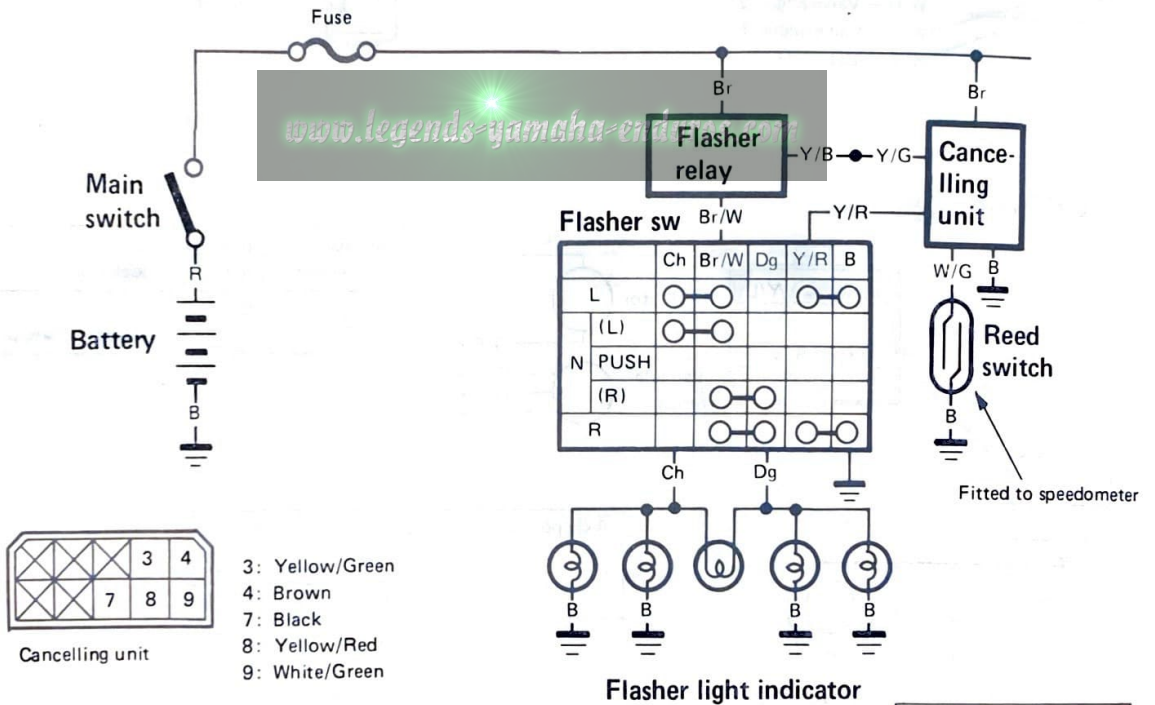 Fuse
www.legends-yamaha-enduros.com
Br
Br
Flasher
relay
Y/B
Y/G
Cance-
lling
unit
Main
switch
Br/W
Y/R
Flasher sw
Ch Br/W Dg Y/R B
W/G B
R
L
(L)
N PUSH
(R)
R
Battery
Reed
switch
B
B
Ch Dg
Fitted to speedometer
B B B B
3 4
7 8 9
Cancelling unit
3: Yellow/Green
4: Brown
7: Black
8: Yellow/Red
9: White/Green
Flasher light indicator